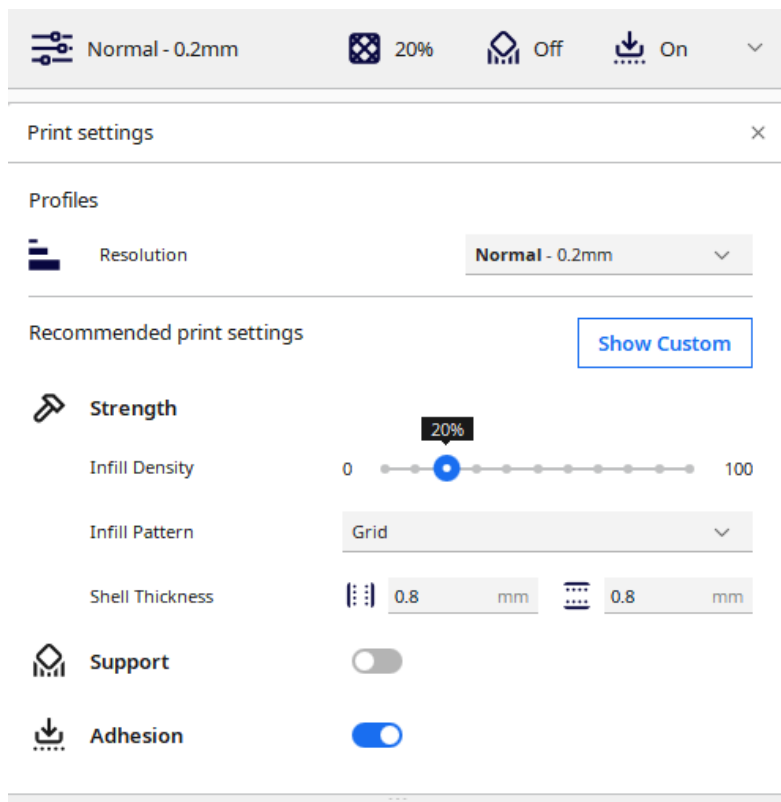 Normal - 0.2mm 20% Off On
Print settings
Profiles
Resolution Normal - 0.2mm
Recommended print settings Show Custom
Strength
20%
Infill Density 0 100
Infill Pattern Grid
Shell Thickness 0.8 mm 0.8 mm
Support
Adhesion